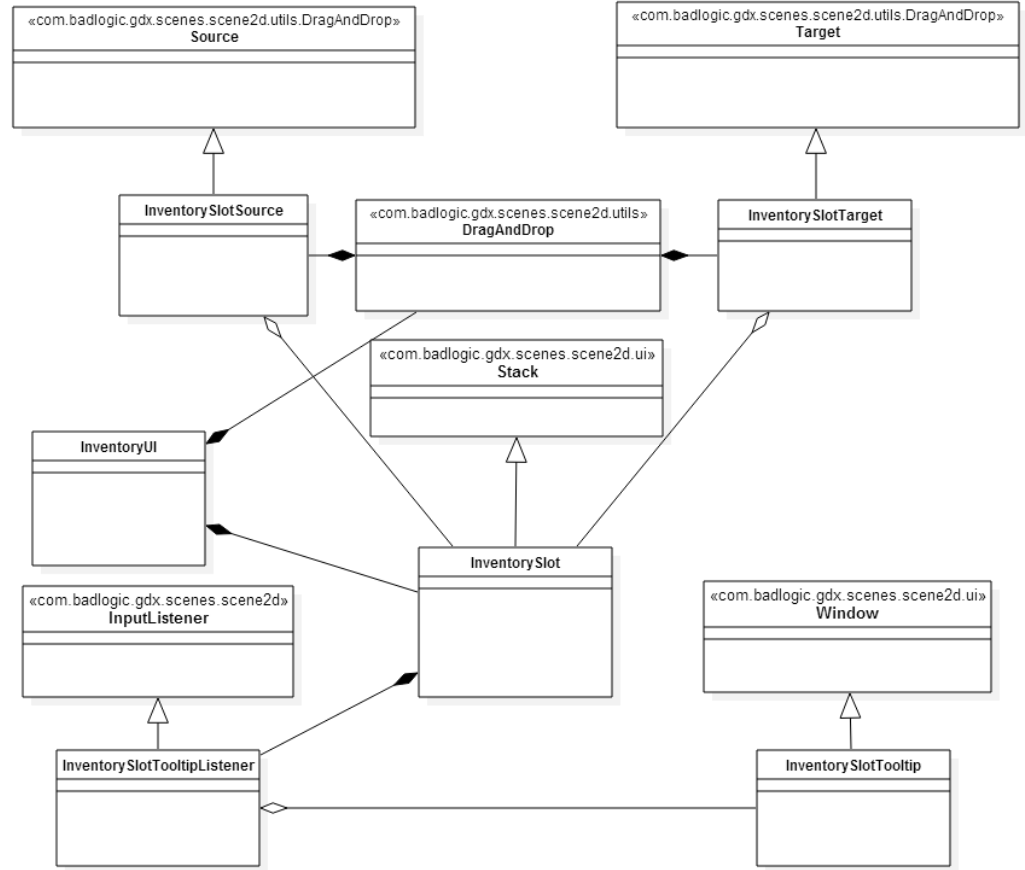 «com.badlogic.gdx.scenes.scene2d.utils.DragAndDrop»
Source
«com.badlogic.gdx.scenes.scene2d.utils.DragAndDrop»
Target
InventorySlotSource
«com.badlogic.gdx.scenes.scene2d.utils»
DragAndDrop
InventorySlotTarget
«com.badlogic.gdx.scenes.scene2d.ui»
Stack
InventoryUI
InventorySlot
«com.badlogic.gdx.scenes.scene2d»
InputListener
«com.badlogic.gdx.scenes.scene2d.ui»
Window
InventorySlotTooltipListener
InventorySlotTooltip